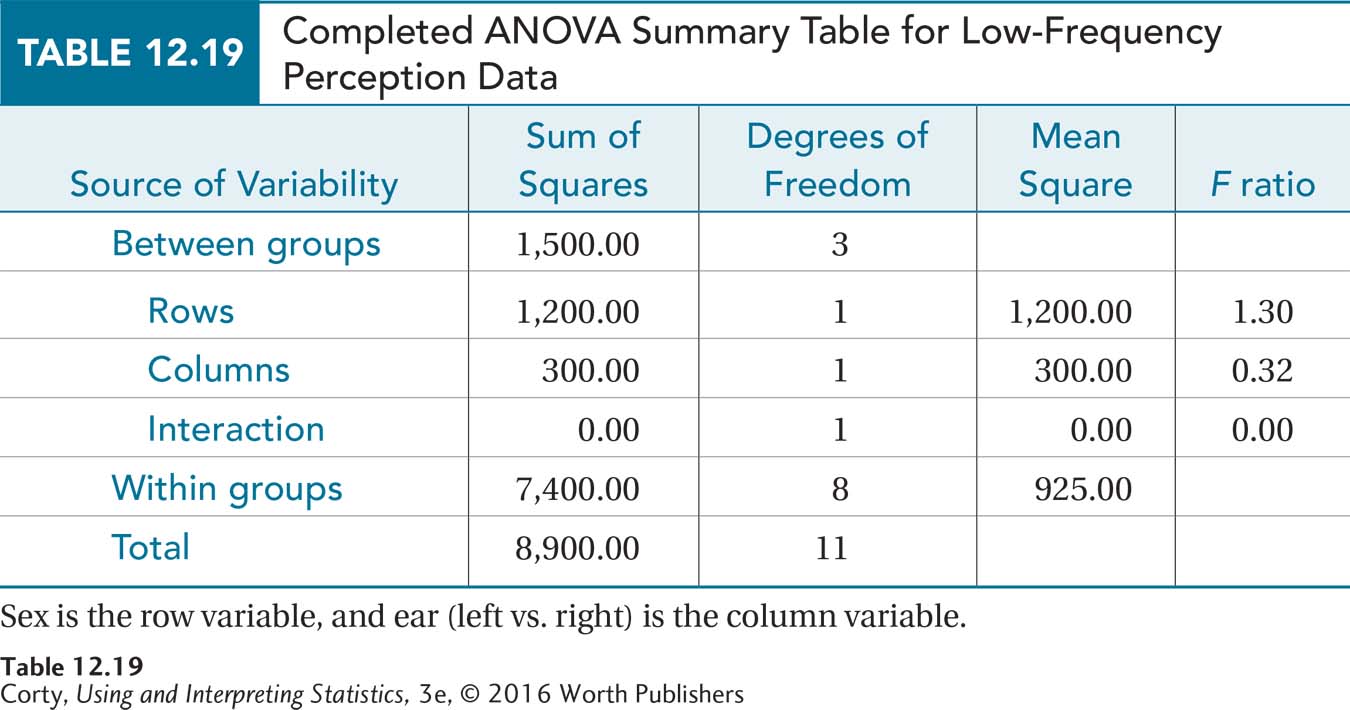 TABLE 12.19
Completed ANOVA Summary Table for Low-Frequency
Perception Data
Source of Variability Sum of Squares Degrees of Freedom Mean Square F ratio
Between groups 1,500.00 3
Rows 1,200.00 1 1,200.00 1.30
Columns 300.00 1 300.00 0.32
Interaction 0.00 1 0.00 0.00
Within groups 7,400.00 8 925.00
Total 8,900.00 11
Sex is the row variable, and ear (left vs. right) is the column variable.
Table 12.19
Corty, Using and Interpreting Statistics, 3e, © 2016 Worth Publishers